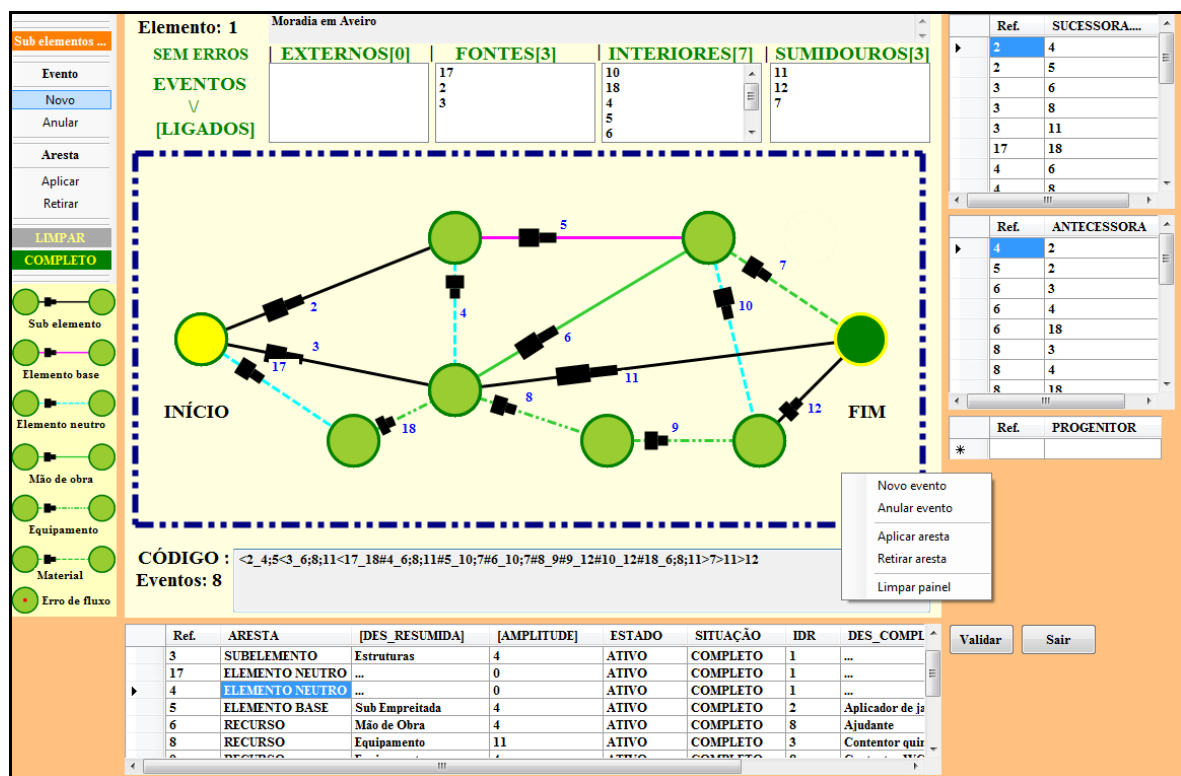 Sub elementos ...
Evento
Novo
Anular
Aresta
Aplicar
Retirar
LIMPAR
COMPLETO
Sub elemento
Elemento base
Elemento neutro
Mão de obra
Equipamento
Material
Erro de fluxo
Elemento: 1
Moradia em Aveiro
SEM ERROS | EXTERNOS[0] | FONTES[3] | INTERIORES[7] | SUMIDOUROS[3]
EVENTOS
\/
[LIGADOS]
17
2
3
10
18
4
5
6
11
12
7
5
2
4
7
10
3
17
6
11
8
18
9
12
INÍCIO
FIM
Novo evento
Anular evento
Aplicar aresta
Retirar aresta
Limpar painel
CÓDIGO : <2_4;5<3_6;8;11<17_18#4_6;8;11#5_10;7#6_10;7#8_9#9_12#10_12#18_6;8;11>7>11>12
Eventos: 8
Ref. ARESTA [DES_RESUMIDA] [AMPLITUDE] ESTADO SITUAÇÃO IDR DES_COMPL
3 SUBELEMENTO Estruturas 4 ATIVO COMPLETO 1 ...
17 ELEMENTO NEUTRO ... 0 ATIVO COMPLETO 1 ...
4 ELEMENTO NEUTRO ... 0 ATIVO COMPLETO 1 ...
5 ELEMENTO BASE Sub Empreitada 4 ATIVO COMPLETO 2 Aplicador de ja
6 RECURSO Mão de Obra 4 ATIVO COMPLETO 8 Ajudante
8 RECURSO Equipamento 11 ATIVO COMPLETO 3 Contentor quir
Ref. SUCESSORA....
2 4
2 5
3 6
3 8
3 11
17 18
4 6
4 8
Ref. ANTECESSORA
4 2
5 2
6 3
6 4
6 18
8 3
8 4
8 18
Ref. PROGENITOR
Validar
Sair